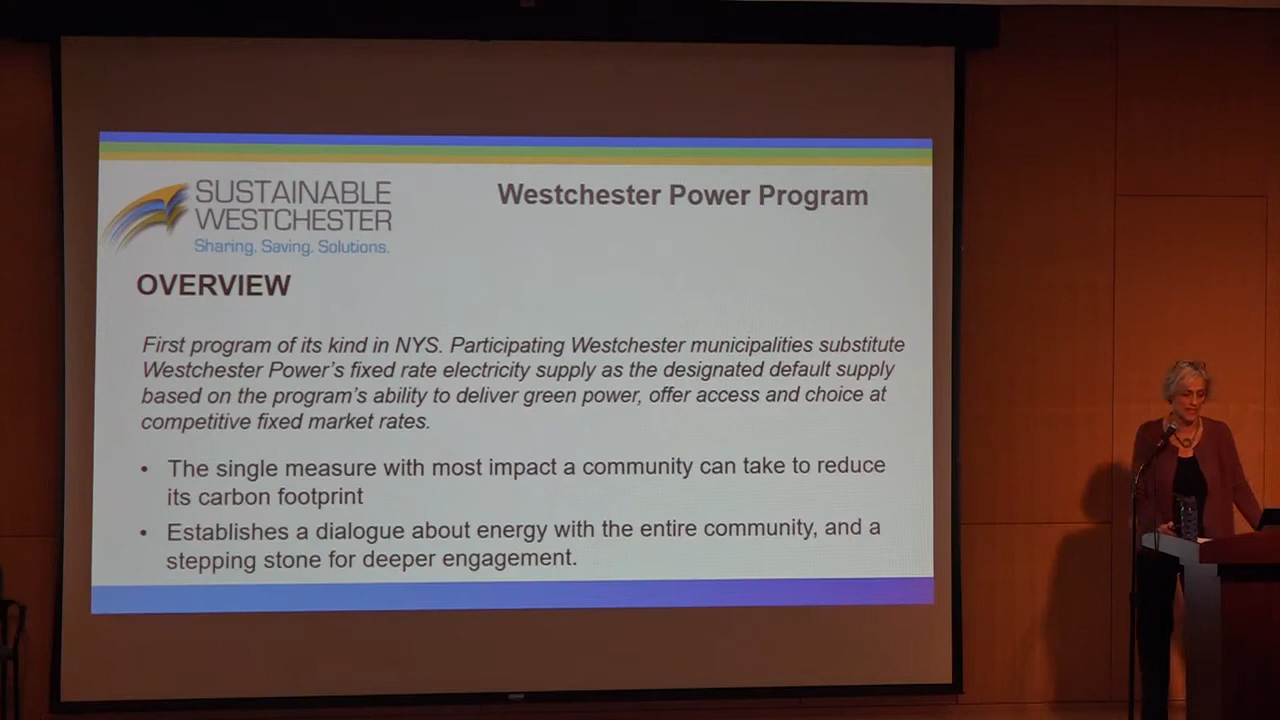 SUSTAINABLE
WESTCHESTER
Sharing. Saving. Solutions.
Westchester Power Program
OVERVIEW
First program of its kind in NYS. Participating Westchester municipalities substitute
Westchester Power's fixed rate electricity supply as the designated default supply
based on the program's ability to deliver green power, offer access and choice at
competitive fixed market rates.
• The single measure with most impact a community can take to reduce
its carbon footprint
• Establishes a dialogue about energy with the entire community, and a
stepping stone for deeper engagement.